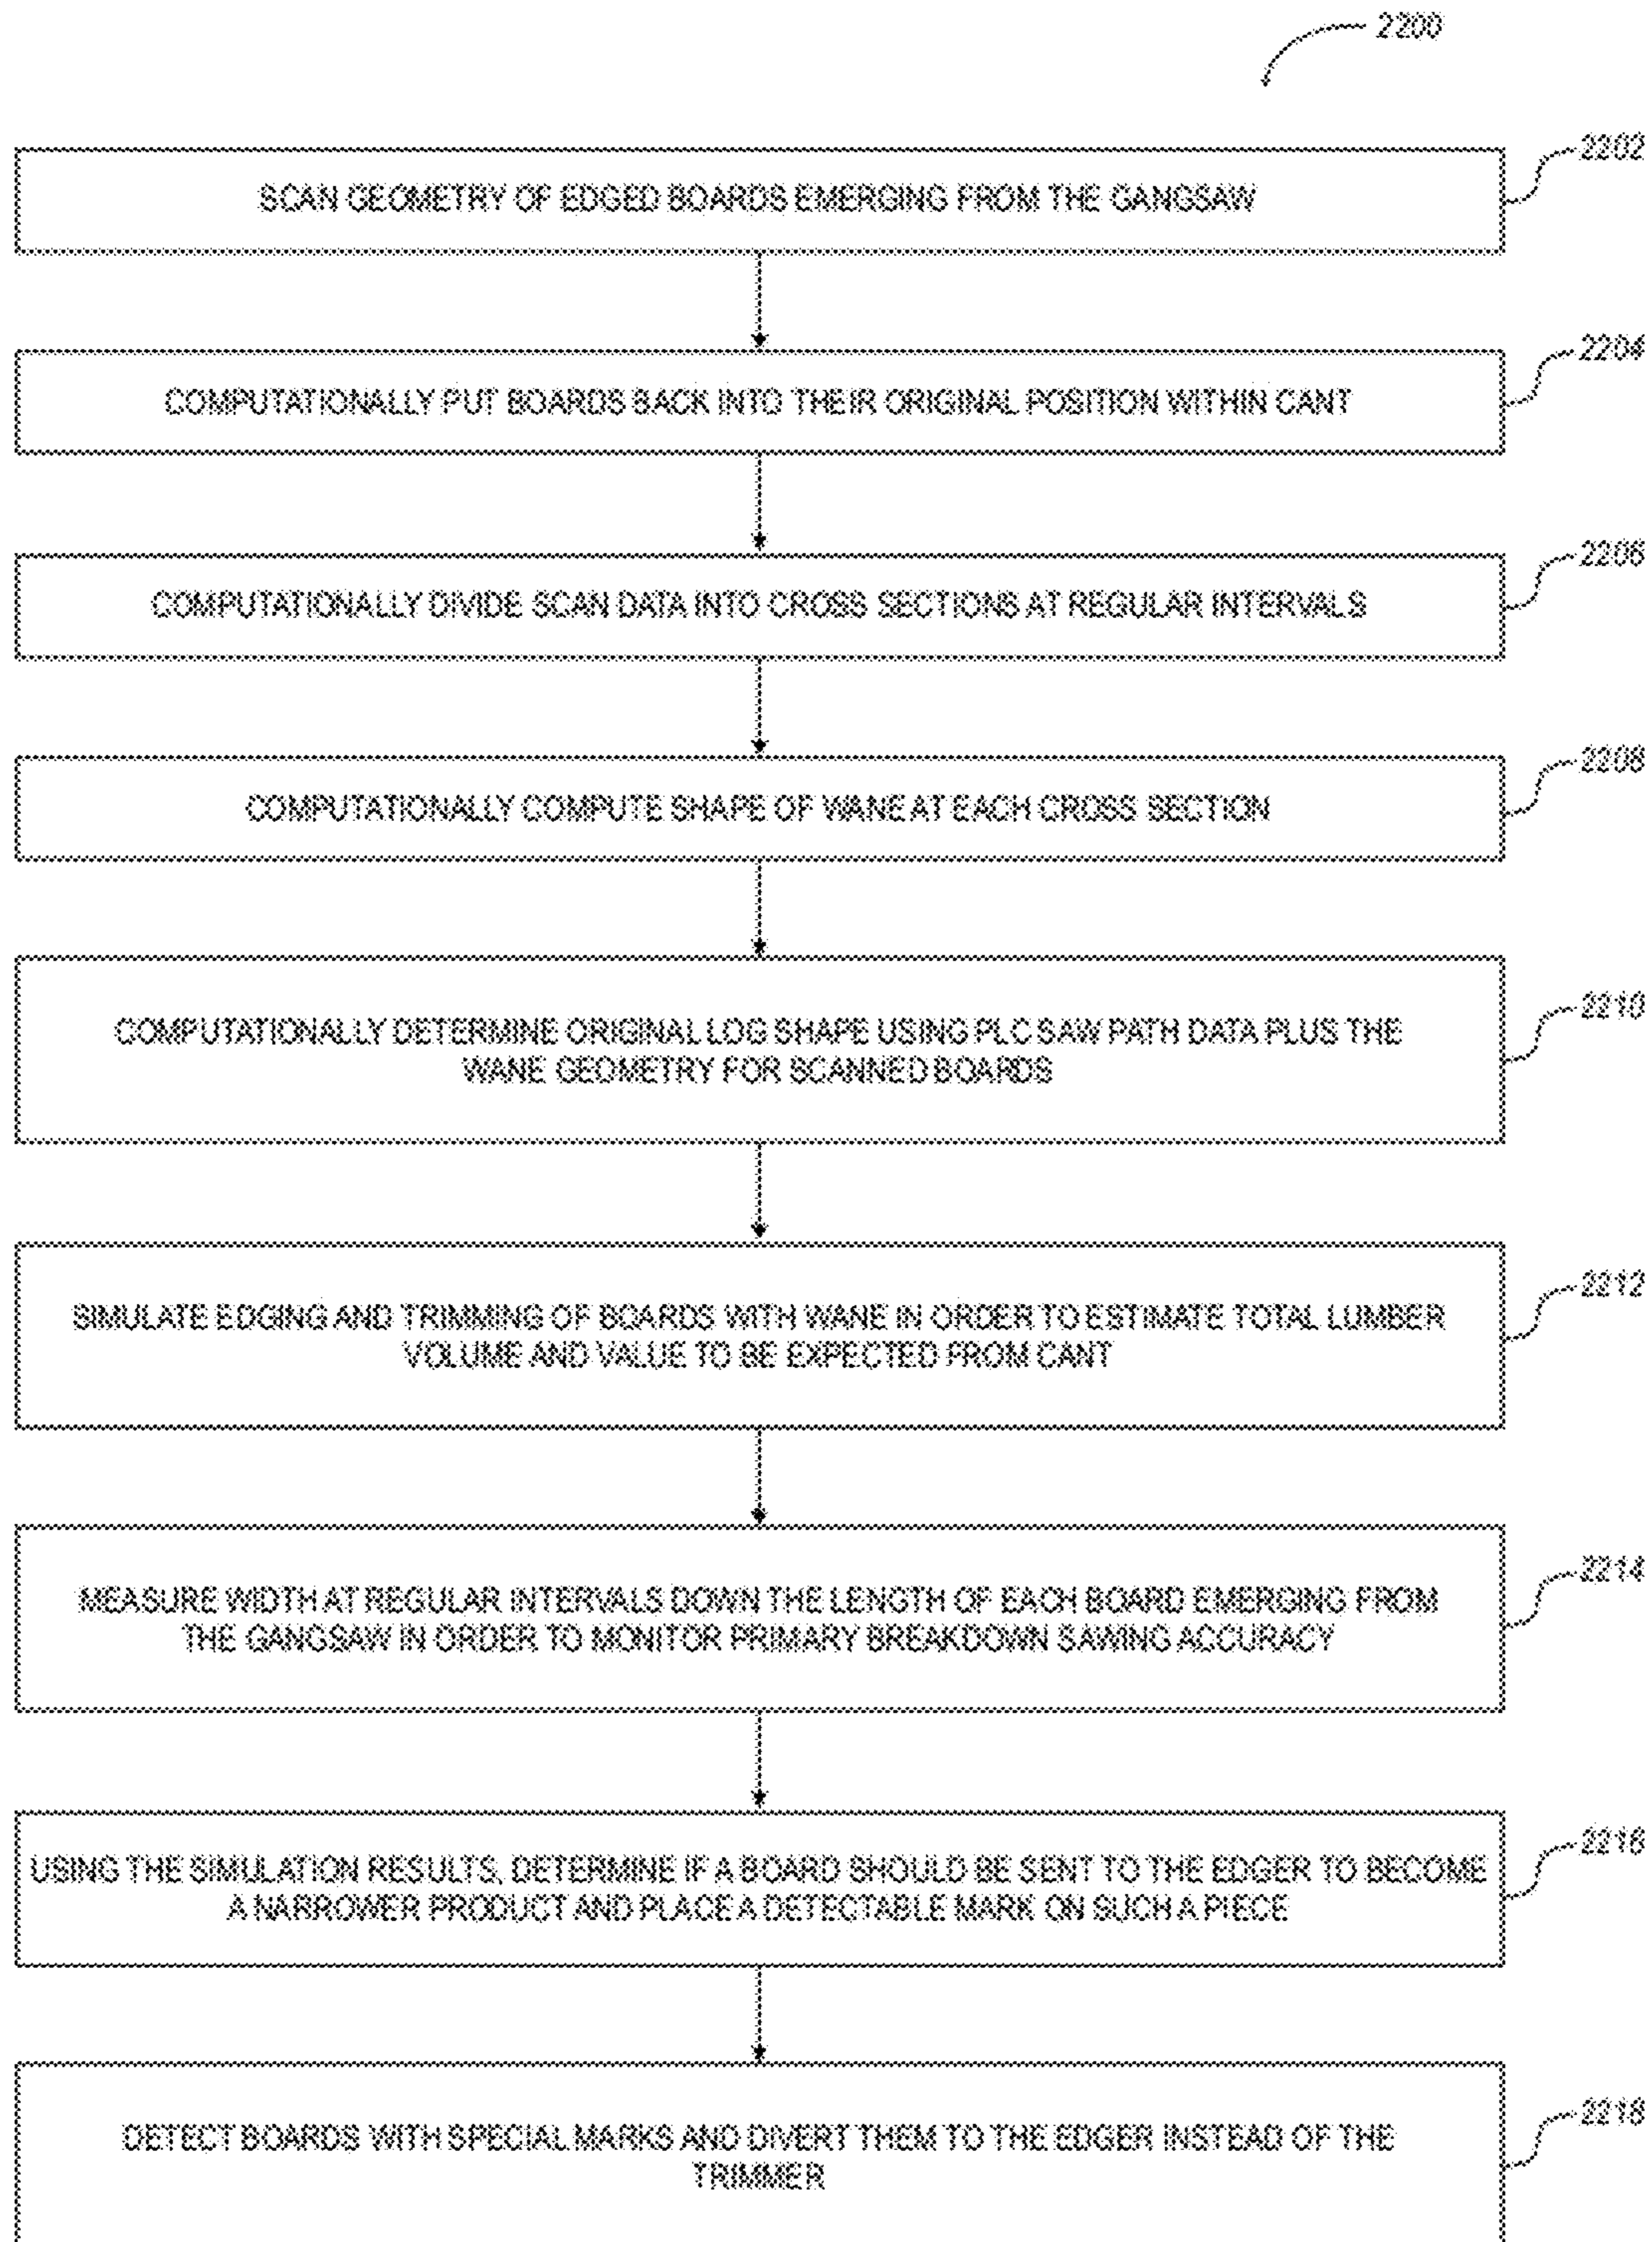 2200
2202
SCAN GEOMETRY OF EDGED BOARDS EMERGING FROM THE GANGSAW
2204
COMPUTATIONALLY PUT BOARDS BACK INTO THEIR ORIGINAL POSITION WITHIN CANT
2206
COMPUTATIONALLY DIVIDE SCAN DATA INTO CROSS SECTIONS AT REGULAR INTERVALS
2208
COMPUTATIONALLY COMPUTE SHAPE OF WANE AT EACH CROSS SECTION
2210
COMPUTATIONALLY DETERMINE ORIGINAL LOG SHAPE USING PLC SAW PATH DATA PLUS THE
WANE GEOMETRY FOR SCANNED BOARDS
2212
SIMULATE EDGING AND TRIMMING OF BOARDS WITH WANE IN ORDER TO ESTIMATE TOTAL LUMBER
VOLUME AND VALUE TO BE EXPECTED FROM CANT
2214
MEASURE WIDTH AT REGULAR INTERVALS DOWN THE LENGTH OF EACH BOARD EMERGING FROM
THE GANGSAW IN ORDER TO MONITOR PRIMARY BREAKDOWN SAWING ACCURACY
2216
USING THE SIMULATION RESULTS, DETERMINE IF A BOARD SHOULD BE SENT TO THE EDGER TO BECOME
A NARROWER PRODUCT AND PLACE A DETECTABLE MARK ON SUCH A PIECE
2218
DETECT BOARDS WITH SPECIAL MARKS AND DIVERT THEM TO THE EDGER INSTEAD OF THE
TRIMMER